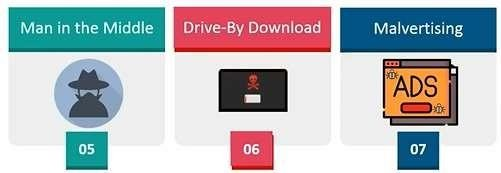 Man in the Middle
Drive-By Download
Malvertising
ADS
05
06
07